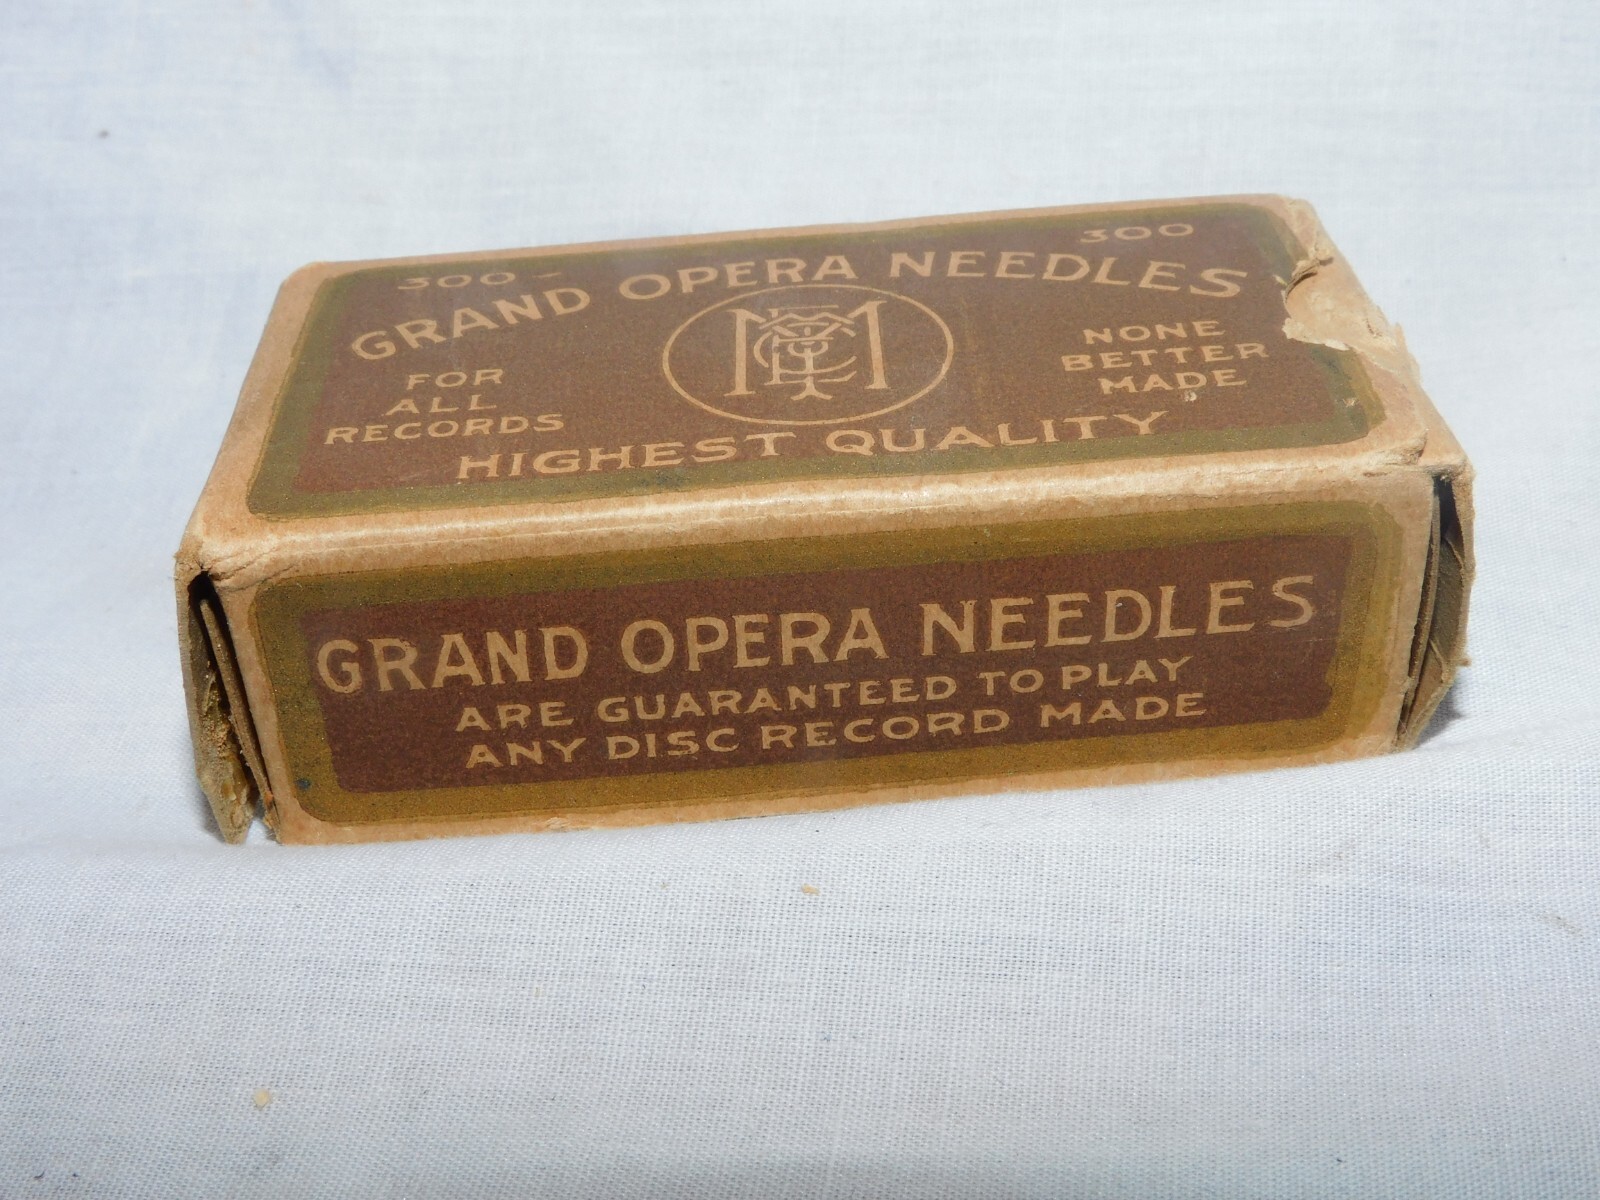 300 300
GRAND OPERA NEEDLES
FOR
ALL
RECORDS
NONE
BETTER
MADE
HIGHEST QUALITY
GRAND OPERA NEEDLES
ARE GUARANTEED TO PLAY
ANY DISC RECORD MADE